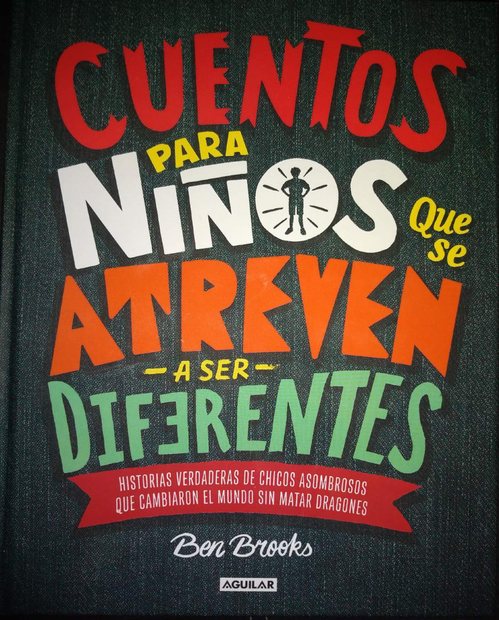 CUENTOS
PARA
NIÑOS
Que
se
ATREVEN
- A SER -
DIFERENTES
HISTORIAS VERDADERAS DE CHICOS ASOMBROSOS
QUE CAMBIARON EL MUNDO SIN MATAR DRAGONES
Ben Brooks
AGUILAR